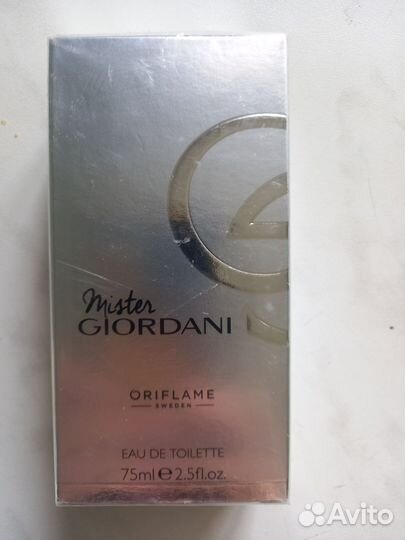 Mister
GIORDANI
ORIFLAME
SWEDEN
EAU DE TOILETTE
75ml ℮ 2.5fl.oz.
Avito